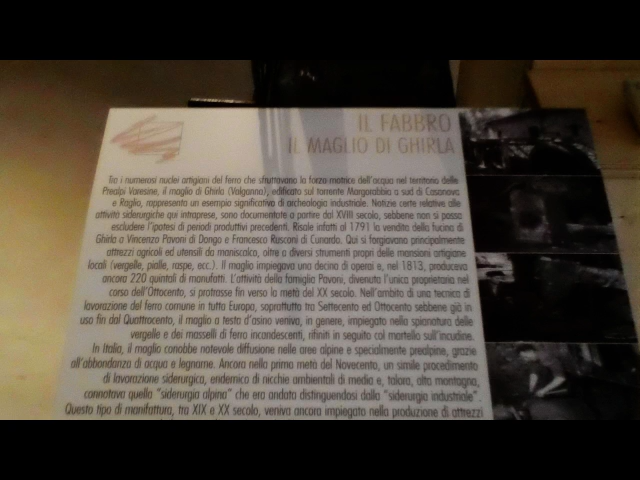 IL FABBRO
IL MAGLIO DI GHIRLA
Tra i numerosi nuclei artigiani del ferro che sfruttavano la forza motrice dell'acqua nel territorio delle
Prealpi Varesine, il maglio di Ghirla (Valganna), edificato sul torrente Margorabbia a sud di Casanova
e Raglio, rappresenta un esempio significativo di archeologia industriale. Notizie certe relative alle
attività siderurgiche qui intraprese, sono documentate a partire dal XVIII secolo, sebbene non si possa
escludere l'ipotesi di periodi produttivi precedenti. Risale infatti al 1791 la vendita della fucina di
Ghirla a Vincenzo Pavoni di Dongo e Francesco Rusconi di Cunardo. Qui si forgiavano principalmente
attrezzi agricoli ed utensili da maniscalco, oltre a diversi strumenti propri delle mansioni artigiane
locali (vergelle, pialle, raspe, ecc.). Il maglio impiegava una decina di operai e, nel 1813, produceva
ancora 220 quintali di manufatti. L'attività della famiglia Pavoni, divenuta l'unica proprietaria nel
corso dell'Ottocento, si protrasse fin verso la metà del XX secolo. Nell'ambito di una tecnica di
lavorazione del ferro comune in tutta Europa, soprattutto tra Settecento ed Ottocento sebbene già in
uso fin dal Quattrocento, il maglio a testa d'asino veniva, in genere, impiegato nella spianatura delle
vergelle e dei masselli di ferro incandescenti, rifiniti in seguito col martello sull'incudine.
In Italia, il maglio conobbe notevole diffusione nelle aree alpine e specialmente prealpine, grazie
all'abbondanza di acqua e legname. Ancora nella prima metà del Novecento, un simile procedimento
di lavorazione siderurgica, endemico di nicchie ambientali di media e, talora, alta montagna,
connotava quella "siderurgia alpina" che era andata distinguendosi dalla "siderurgia industriale".
Questo tipo di manifattura, tra XIX e XX secolo, veniva ancora impiegato nella produzione di attrezzi